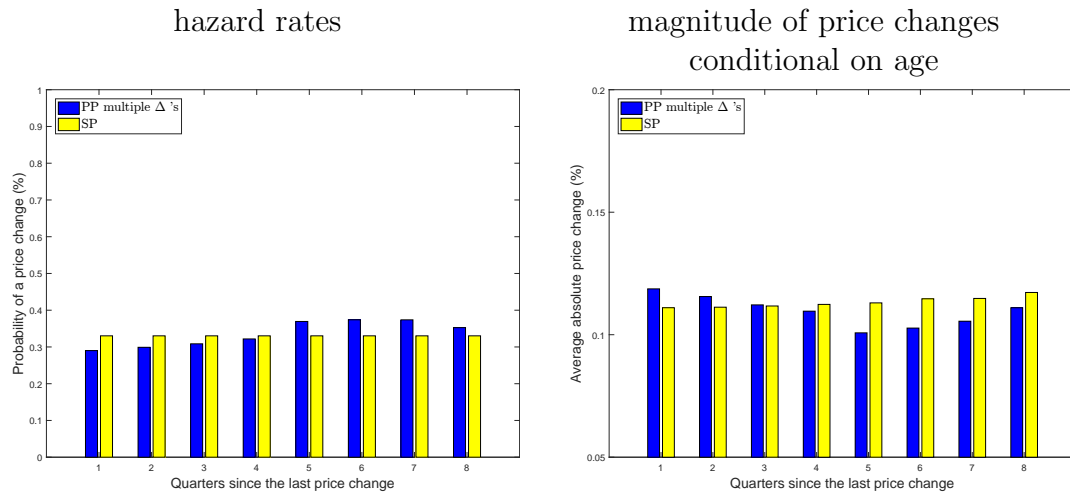 hazard rates
1
0.9
0.8
0.7
0.6
0.5
0.4
0.3
0.2
0.1
0
Probability of a price change (%)
PP multiple Δ 's
SP
1 2 3 4 5 6 7 8
Quarters since the last price change
magnitude of price changes
conditional on age
0.2
0.15
0.1
0.05
Average absolute price change (%)
PP multiple Δ 's
SP
1 2 3 4 5 6 7 8
Quarters since the last price change